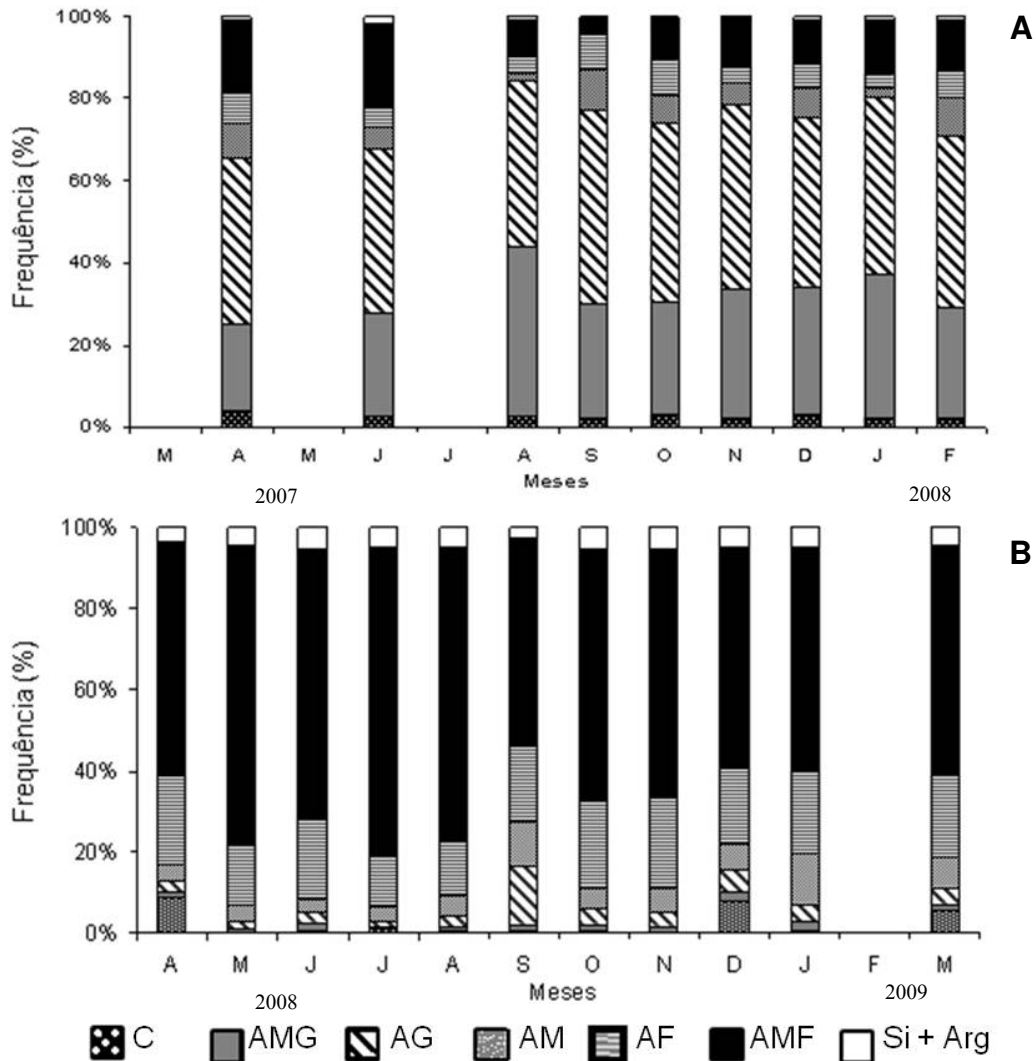 A
Frequência (%)
100%
80%
60%
40%
20%
0%
M A M J J A S O N D J F
Meses
2007 2008
B
Frequência (%)
100%
80%
60%
40%
20%
0%
A M J J A S O N D J F M
Meses
2008 2009
C AMG AG AM AF AMF Si + Arg